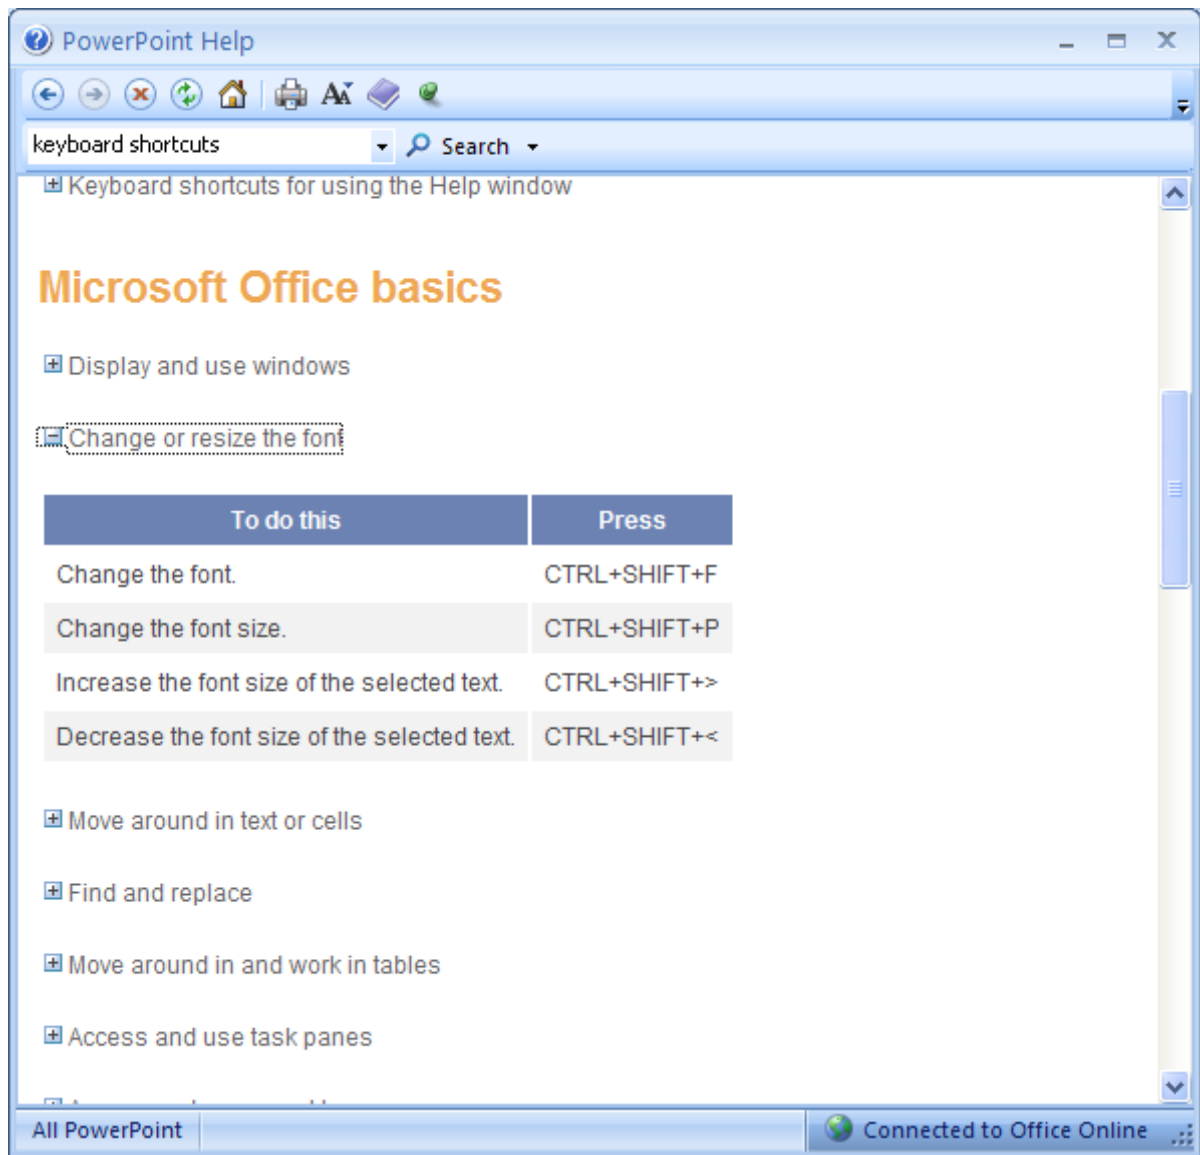 PowerPoint Help
keyboard shortcuts Search
Keyboard shortcuts for using the Help window
Microsoft Office basics
Display and use windows
Change or resize the font
To do this Press
Change the font. CTRL+SHIFT+F
Change the font size. CTRL+SHIFT+P
Increase the font size of the selected text. CTRL+SHIFT+>
Decrease the font size of the selected text. CTRL+SHIFT+<
Move around in text or cells
Find and replace
Move around in and work in tables
Access and use task panes
All PowerPoint Connected to Office Online